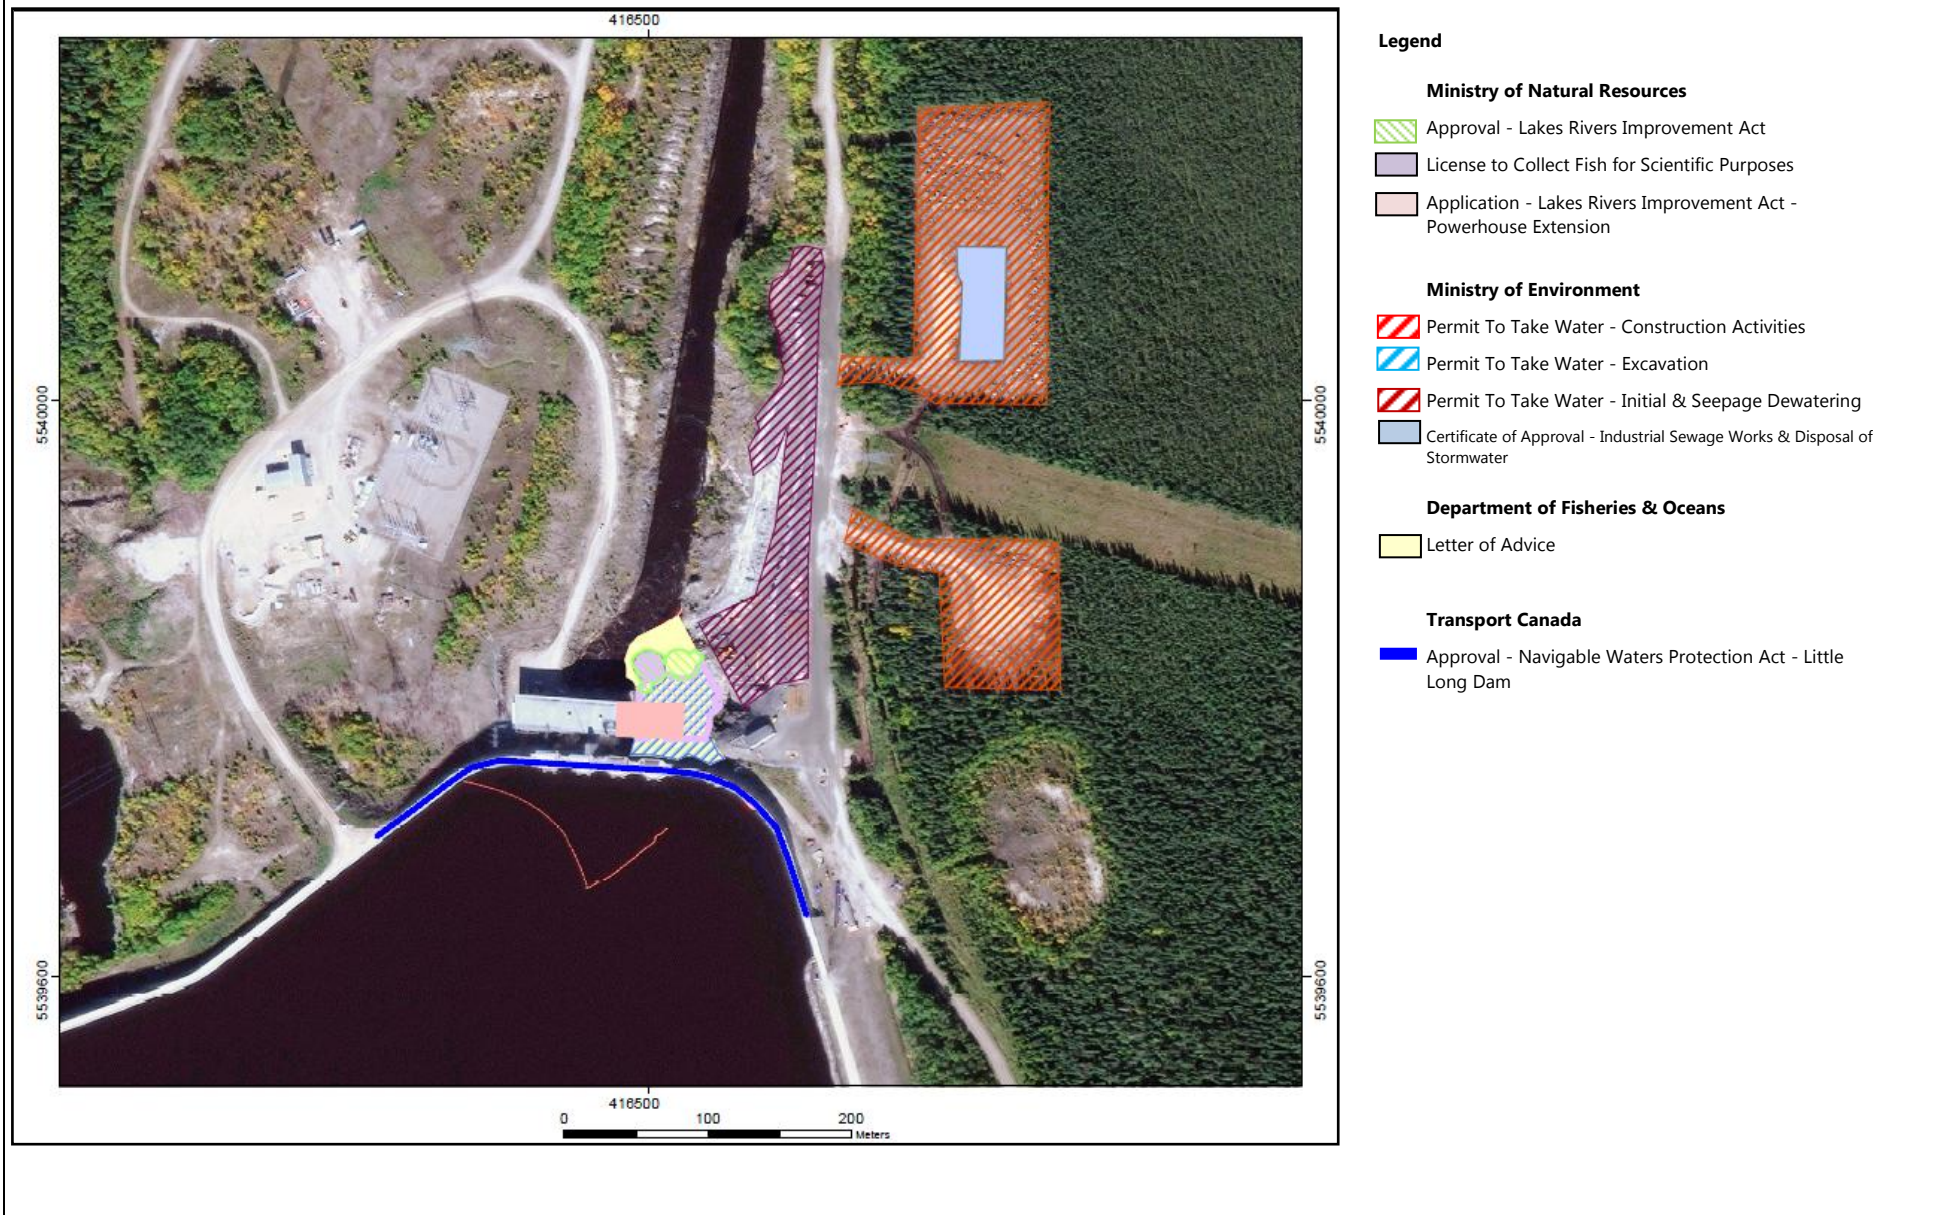 416500
Legend
Ministry of Natural Resources
Approval - Lakes Rivers Improvement Act
License to Collect Fish for Scientific Purposes
Application - Lakes Rivers Improvement Act -
Powerhouse Extension
Ministry of Environment
Permit To Take Water - Construction Activities
Permit To Take Water - Excavation
Permit To Take Water - Initial & Seepage Dewatering
Certificate of Approval - Industrial Sewage Works & Disposal of
Stormwater
Department of Fisheries & Oceans
Letter of Advice
Transport Canada
Approval - Navigable Waters Protection Act - Little
Long Dam
5540000
5540000
5539600
5539600
416500
0 100 200
Meters